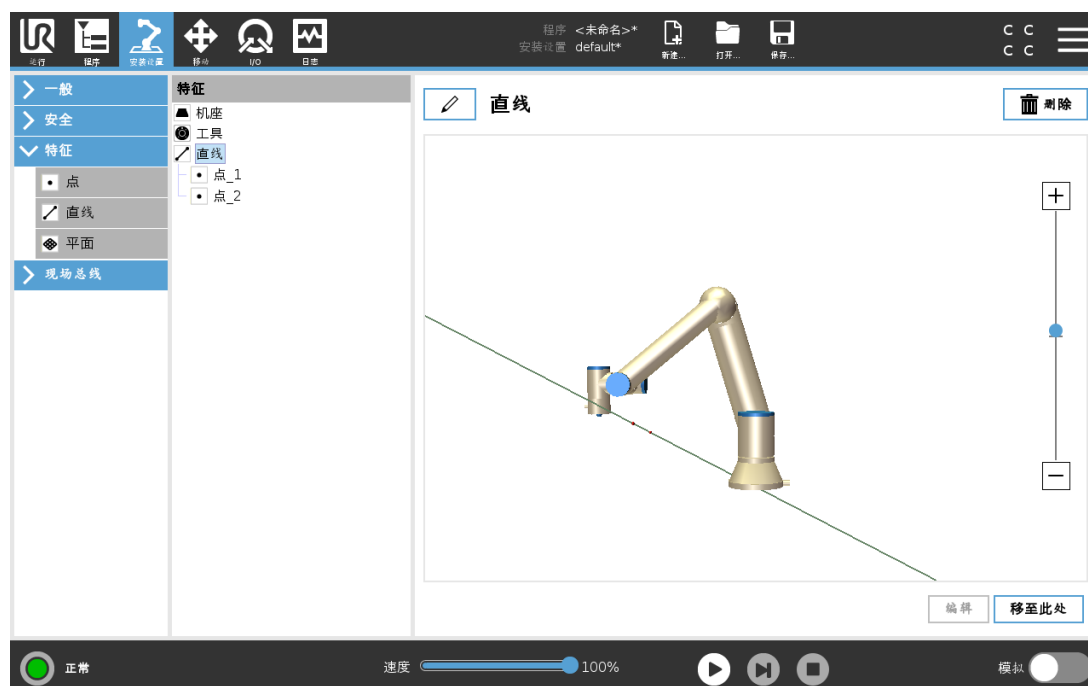 UR
运行 程序 安装设置 移动 I/O 日志
程序 <未命名>*
安装设置 default*
新建... 打开... 保存...
C C
C C
一般
安全
特征
点
直线
平面
现场总线
特征
机座
工具
直线
点_1
点_2
直线
删除
编辑
移至此处
正常
速度
100%
模拟